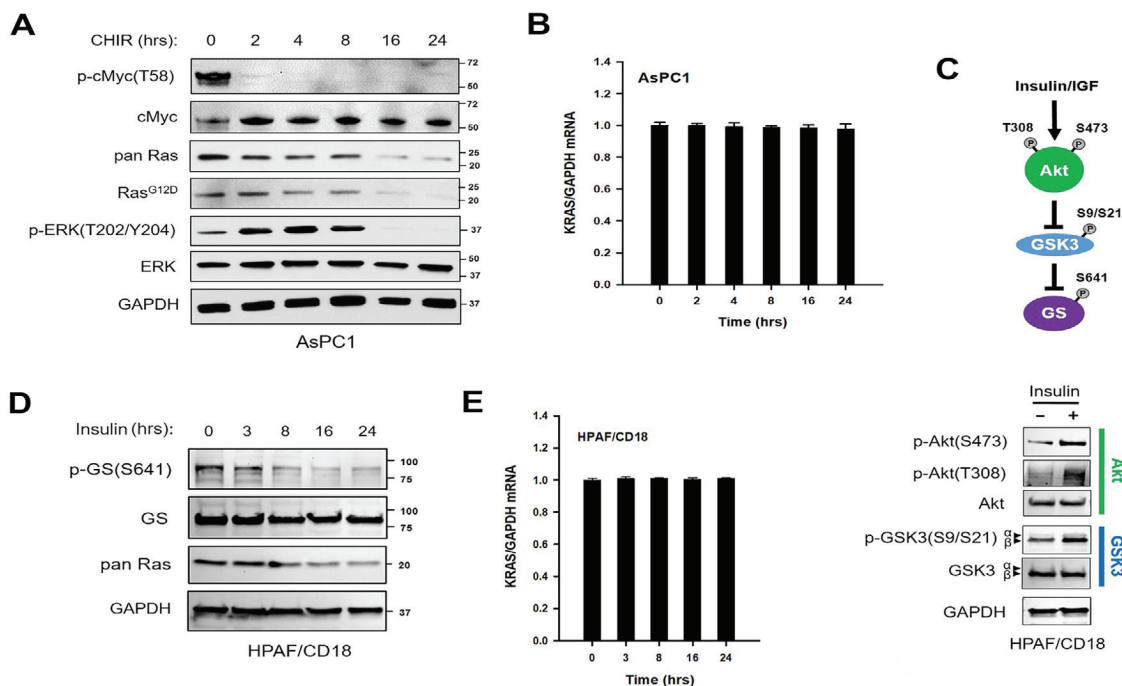 A
CHIR (hrs): 0 2 4 8 16 24
p-cMyc(T58)
72
50
cMyc
72
50
pan Ras
25
20
Ras^G12D
25
20
p-ERK(T202/Y204)
37
ERK
50
37
GAPDH
37
AsPC1
B
AsPC1
KRAS/GAPDH mRNA
1.4
1.2
1.0
0.8
0.6
0.4
0.2
0.0
0 2 4 8 16 24
Time (hrs)
C
Insulin/IGF
T308 S473
P P
Akt
S9/S21
P
GSK3
S641
P
GS
D
Insulin (hrs): 0 3 8 16 24
p-GS(S641)
100
75
GS
100
75
pan Ras
20
GAPDH
37
HPAF/CD18
E
HPAF/CD18
KRAS/GAPDH mRNA
1.4
1.2
1.0
0.8
0.6
0.4
0.2
0.0
0 3 8 16 24
Time (hrs)
Insulin
− +
p-Akt(S473)
p-Akt(T308)
Akt
Akt
p-GSK3(S9/S21) α
β
GSK3 α
β
GSK3
GAPDH
HPAF/CD18